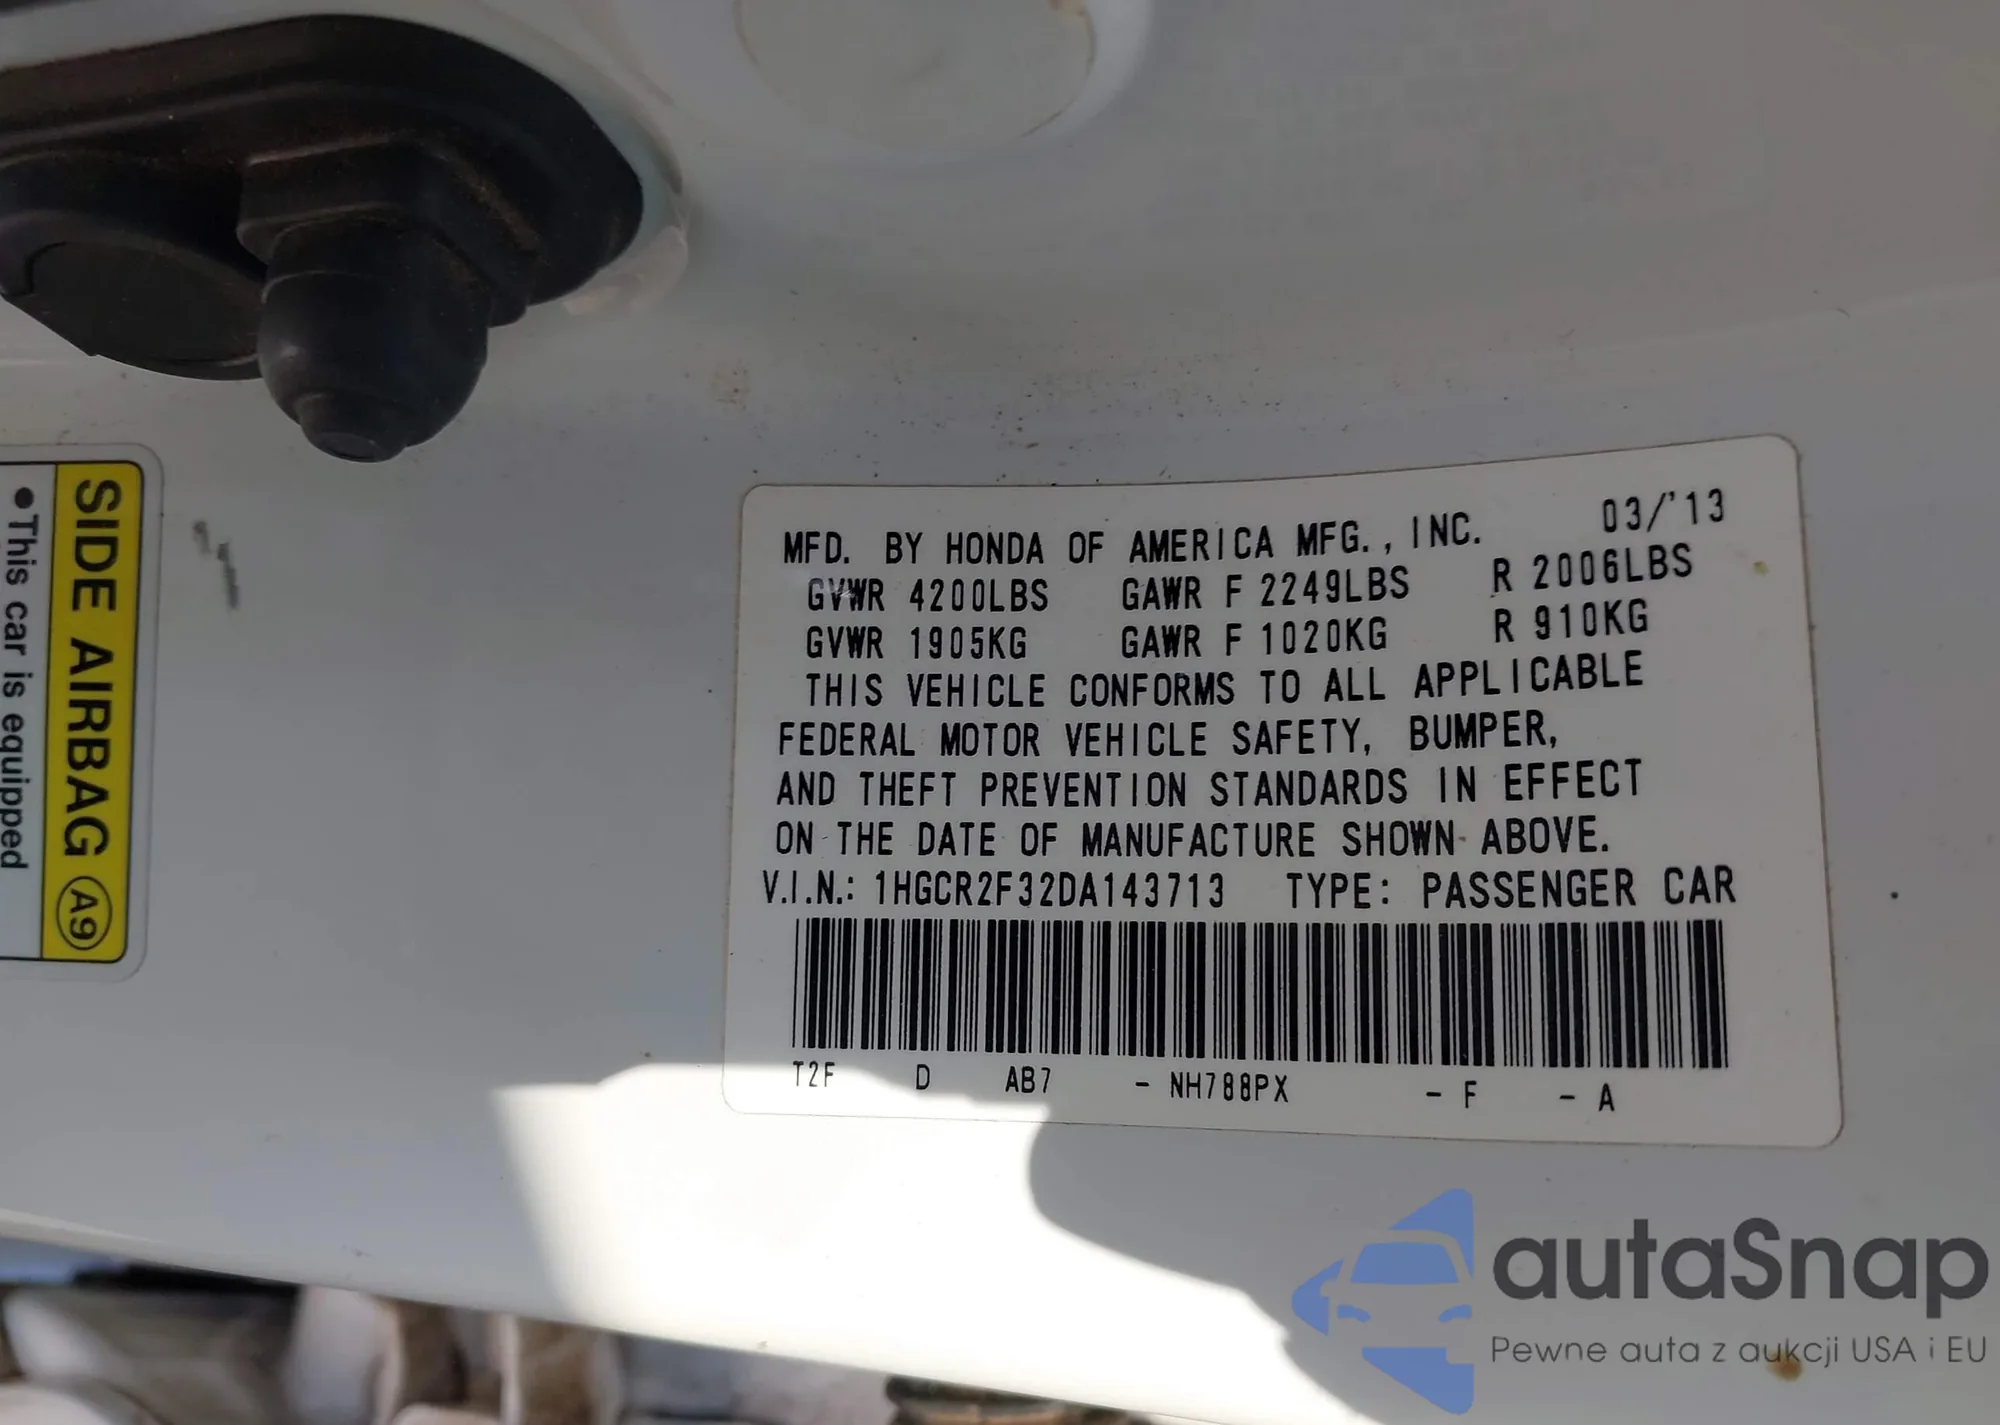 SIDE AIRBAG A9
●This car is equipped
MFD. BY HONDA OF AMERICA MFG., INC. 03/'13
GVWR 4200LBS GAWR F 2249LBS R 2006LBS
GVWR 1905KG GAWR F 1020KG R 910KG
THIS VEHICLE CONFORMS TO ALL APPLICABLE
FEDERAL MOTOR VEHICLE SAFETY, BUMPER,
AND THEFT PREVENTION STANDARDS IN EFFECT
ON THE DATE OF MANUFACTURE SHOWN ABOVE.
V.I.N.: 1HGCR2F32DA143713 TYPE: PASSENGER CAR
T2F D AB7 - NH788PX - F - A
autaSnap
Pewne auta z aukcji USA i EU